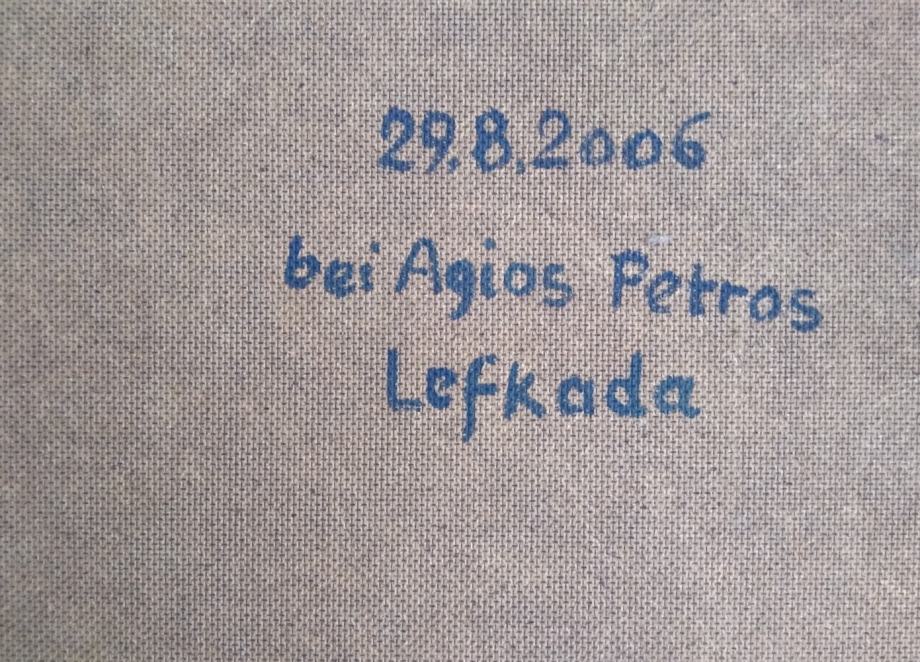 29.8.2006
bei Agios Petros
Lefkada